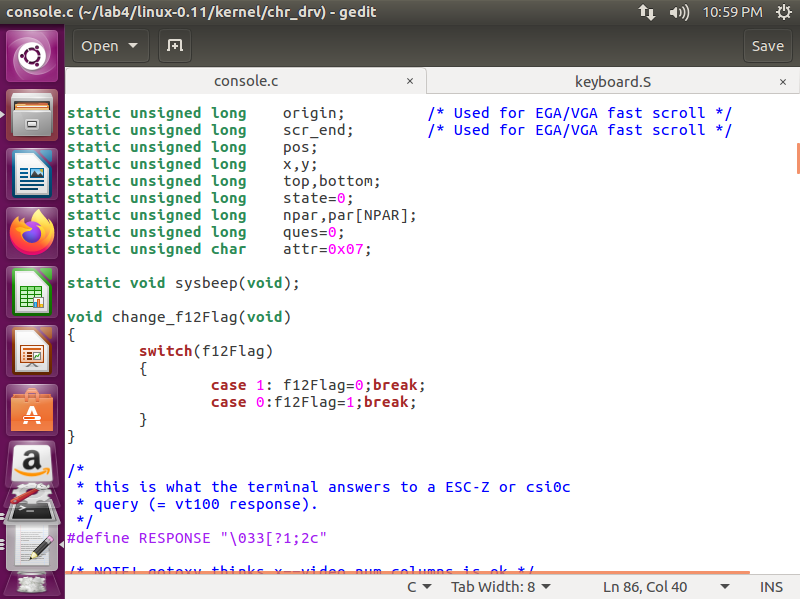 console.c (~/lab4/linux-0.11/kernel/chr_drv) - gedit
10:59 PM
Open
Save
console.c ×
keyboard.S ×
static unsigned long origin; /* Used for EGA/VGA fast scroll */
static unsigned long scr_end; /* Used for EGA/VGA fast scroll */
static unsigned long pos;
static unsigned long x,y;
static unsigned long top,bottom;
static unsigned long state=0;
static unsigned long npar,par[NPAR];
static unsigned long ques=0;
static unsigned char attr=0x07;
static void sysbeep(void);
void change_f12Flag(void)
{
switch(f12Flag)
{
case 1: f12Flag=0;break;
case 0:f12Flag=1;break;
}
}
/*
* this is what the terminal answers to a ESC-Z or csi0c
* query (= vt100 response).
*/
#define RESPONSE "\033[?1;2c"
/* NOTE! gotoxy thinks x==video_num_columns is ok */
C
Tab Width: 8
Ln 86, Col 40
INS